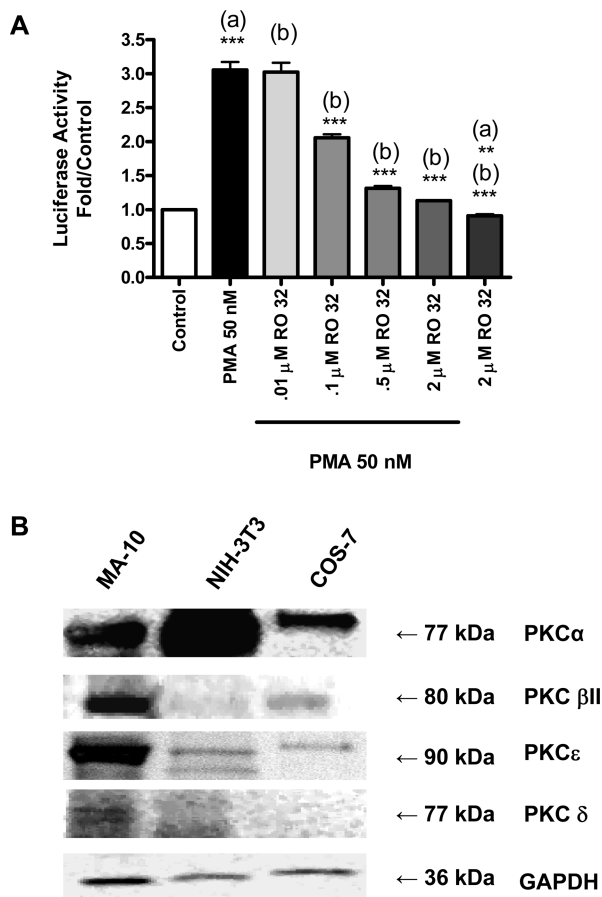 A
Luciferase Activity
Fold/Control
3.5
3.0
2.5
2.0
1.5
1.0
0.5
0.0
(a)
***
(b)
(b)
***
(b)
***
(b)
***
(a)
**
(b)
***
Control
PMA 50 nM
.01 μM RO 32
.1 μM RO 32
.5 μM RO 32
2 μM RO 32
2 μM RO 32
PMA 50 nM
B
MA-10
NIH-3T3
COS-7
← 77 kDa PKCα
← 80 kDa PKC βII
← 90 kDa PKCε
← 77 kDa PKC δ
← 36 kDa GAPDH